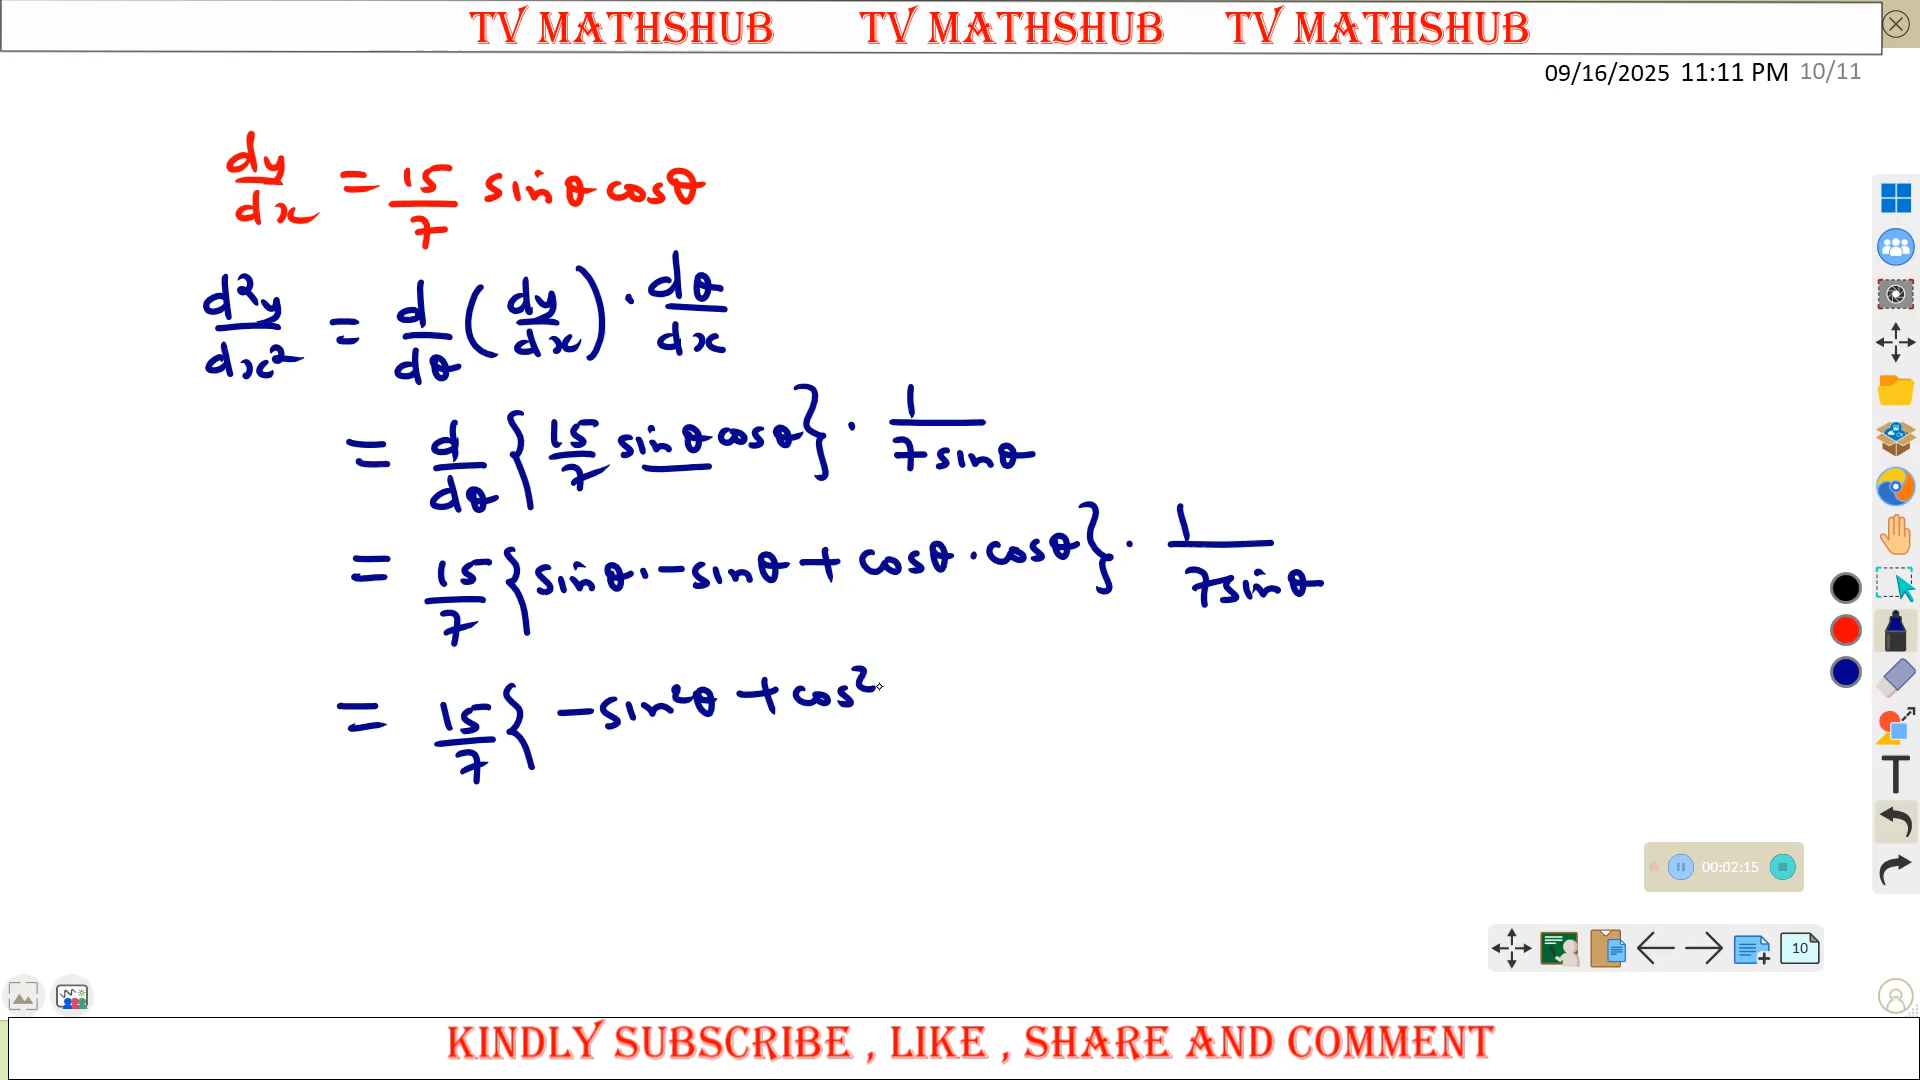 TV MATHSHUB TV MATHSHUB TV MATHSHUB
09/16/2025 11:11 PM 10/11
dy/dx = 15/7 sinθ cosθ
d²y/dx² = d/dθ (dy/dx) · dθ/dx
= d/dθ {15/7 sinθ cosθ} · 1/7sinθ
= 15/7 {sinθ · -sinθ + cosθ · cosθ} · 1/7sinθ
= 15/7 { -sin²θ + cos²
00:02:15
10
KINDLY SUBSCRIBE , LIKE , SHARE AND COMMENT